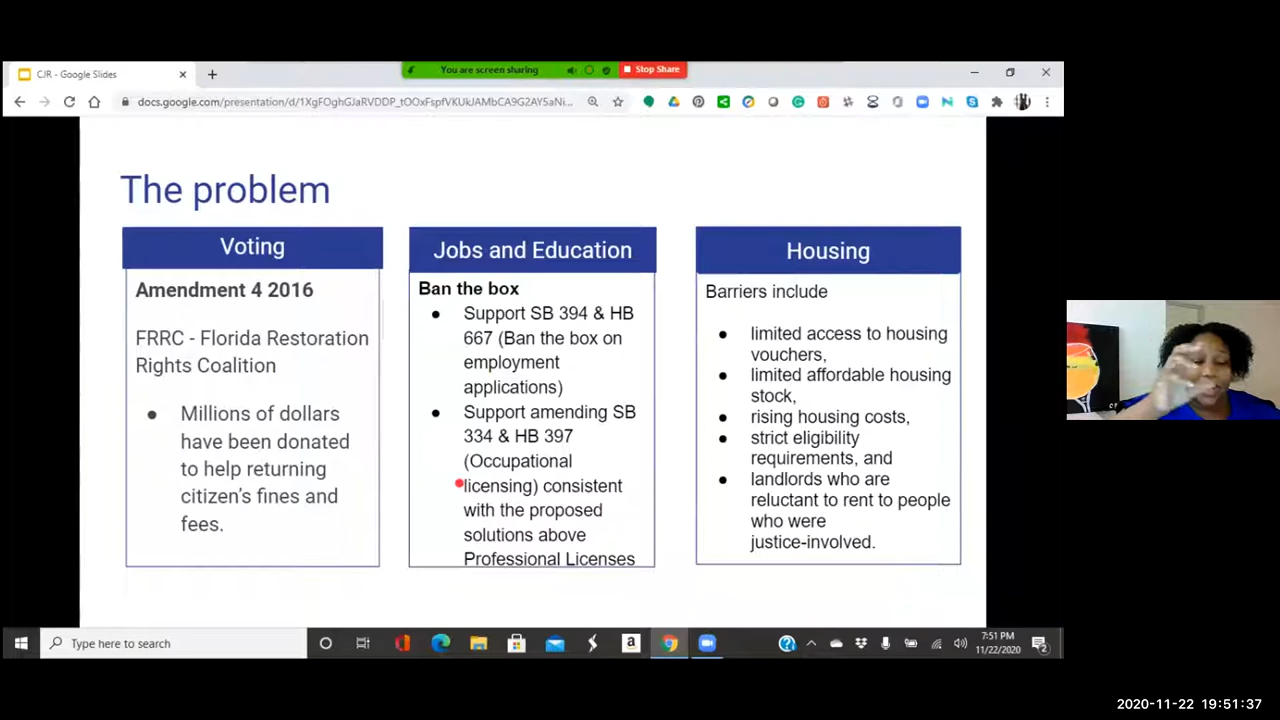 CJR - Google Slides
You are screen sharing
Stop Share
The problem
Voting
Amendment 4 2016
FRRC - Florida Restoration
Rights Coalition
● Millions of dollars
have been donated
to help returning
citizen's fines and
fees.
Jobs and Education
Ban the box
● Support SB 394 & HB
667 (Ban the box on
employment
applications)
● Support amending SB
334 & HB 397
(Occupational
licensing) consistent
with the proposed
solutions above
Professional Licenses
Housing
Barriers include
● limited access to housing
vouchers,
● limited affordable housing
stock,
● rising housing costs,
● strict eligibility
requirements, and
● landlords who are
reluctant to rent to people
who were
justice-involved.
Type here to search
7:51 PM
11/22/2020
2020-11-22 19:51:37